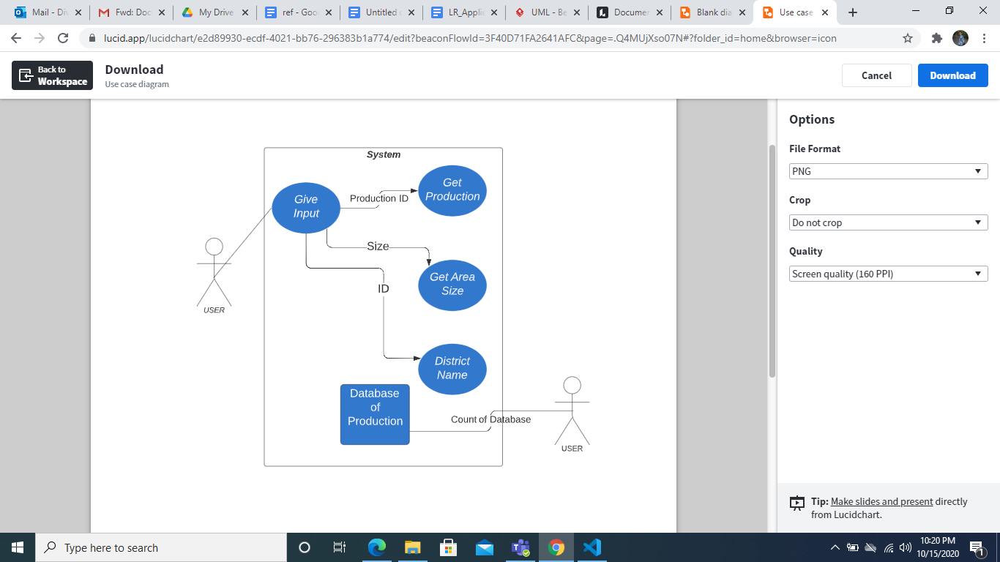 Mail - Div
Fwd: Doc
My Drive
ref - Goo
Untitled
LR_Applic
UML - Be
Documen
Blank dia
Use case
lucid.app/lucidchart/e2d89930-ecdf-4021-bb76-296383b1a774/edit?beaconFlowId=3F40D71FA2641AFC&page=.Q4MUjXso07N#?folder_id=home&browser=icon
Back to
Workspace
Download
Use case diagram
Cancel
Download
System
Give
Input
Production ID
Get
Production
Size
Get Area
Size
ID
USER
District
Name
Database
of
Production
Count of Database
USER
Options
File Format
PNG
Crop
Do not crop
Quality
Screen quality (160 PPI)
Tip: Make slides and present directly
from Lucidchart.
Type here to search
10:20 PM
10/15/2020
1